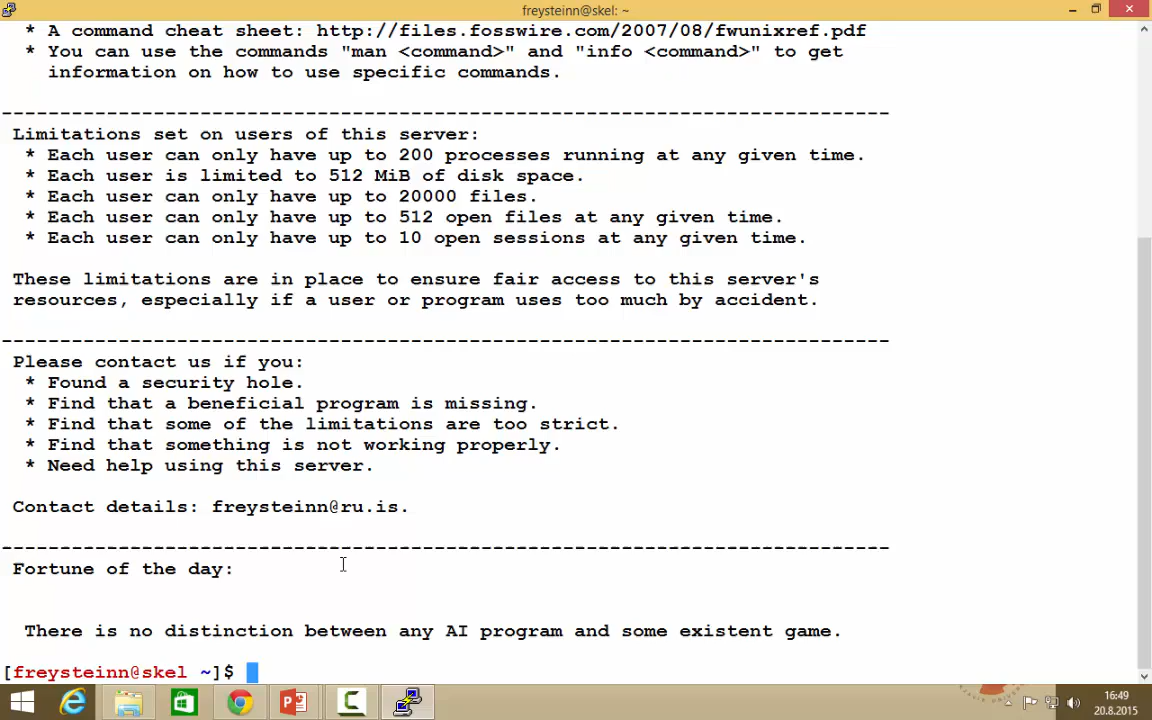 freysteinn@skel: ~
* A command cheat sheet: http://files.fosswire.com/2007/08/fwunixref.pdf
* You can use the commands "man <command>" and "info <command>" to get
information on how to use specific commands.
--------------------------------------------------------------------------
Limitations set on users of this server:
* Each user can only have up to 200 processes running at any given time.
* Each user is limited to 512 MiB of disk space.
* Each user can only have up to 20000 files.
* Each user can only have up to 512 open files at any given time.
* Each user can only have up to 10 open sessions at any given time.
These limitations are in place to ensure fair access to this server's
resources, especially if a user or program uses too much by accident.
--------------------------------------------------------------------------
Please contact us if you:
* Found a security hole.
* Find that a beneficial program is missing.
* Find that some of the limitations are too strict.
* Find that something is not working properly.
* Need help using this server.
Contact details: freysteinn@ru.is.
--------------------------------------------------------------------------
Fortune of the day:
There is no distinction between any AI program and some existent game.
[freysteinn@skel ~]$
16:49
20.8.2015